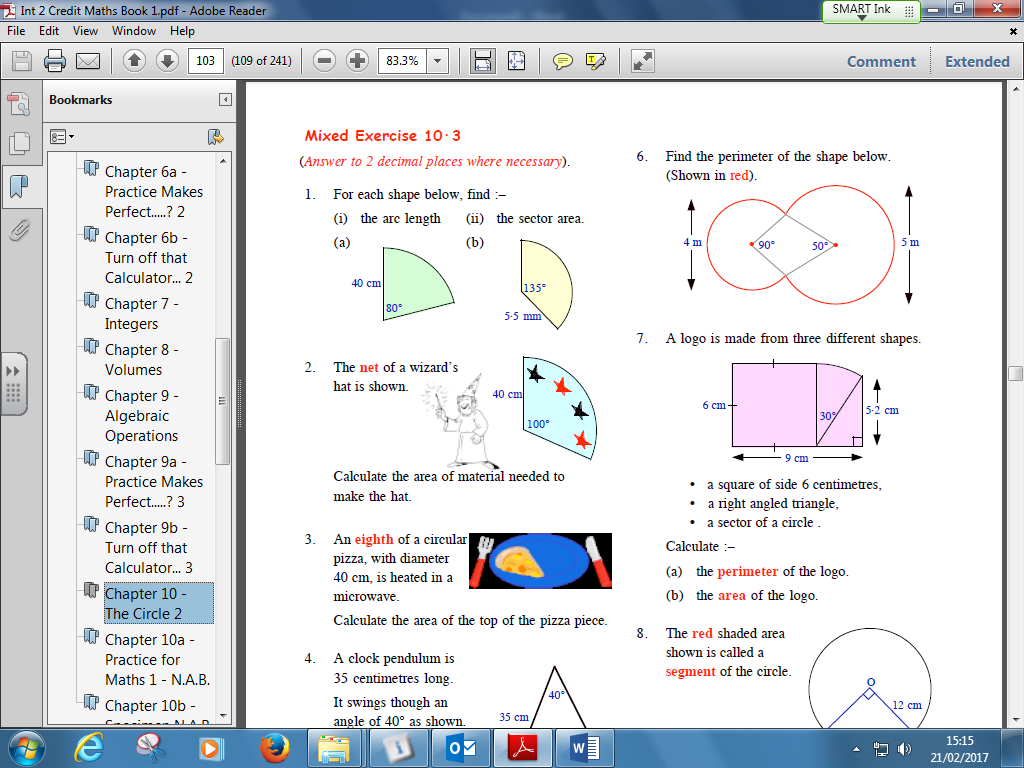 Int 2 Credit Maths Book 1.pdf - Adobe Reader
SMART Ink
File Edit View Window Help
103 (109 of 241) 83.3% Comment Extended
Bookmarks
Chapter 6a -
Practice Makes
Perfect.....? 2
Chapter 6b -
Turn off that
Calculator... 2
Chapter 7 -
Integers
Chapter 8 -
Volumes
Chapter 9 -
Algebraic
Operations
Chapter 9a -
Practice Makes
Perfect.....? 3
Chapter 9b -
Turn off that
Calculator... 3
Chapter 10 -
The Circle 2
Chapter 10a -
Practice for
Maths 1 - N.A.B.
Chapter 10b -
Mixed Exercise 10·3
(Answer to 2 decimal places where necessary).
1. For each shape below, find :–
(i) the arc length (ii) the sector area.
(a) (b)
40 cm
80°
135°
5·5 mm
2. The net of a wizard's
hat is shown.
40 cm
100°
Calculate the area of material needed to
make the hat.
3. An eighth of a circular
pizza, with diameter
40 cm, is heated in a
microwave.
Calculate the area of the top of the pizza piece.
4. A clock pendulum is
35 centimetres long.
It swings though an
angle of 40° as shown.
40°
35 cm
6. Find the perimeter of the shape below.
(Shown in red).
4 m 90° 50° 5 m
7. A logo is made from three different shapes.
6 cm 30° 5·2 cm
9 cm
• a square of side 6 centimetres,
• a right angled triangle,
• a sector of a circle .
Calculate :–
(a) the perimeter of the logo.
(b) the area of the logo.
8. The red shaded area
shown is called a
segment of the circle.
O
12 cm
15:15
21/02/2017